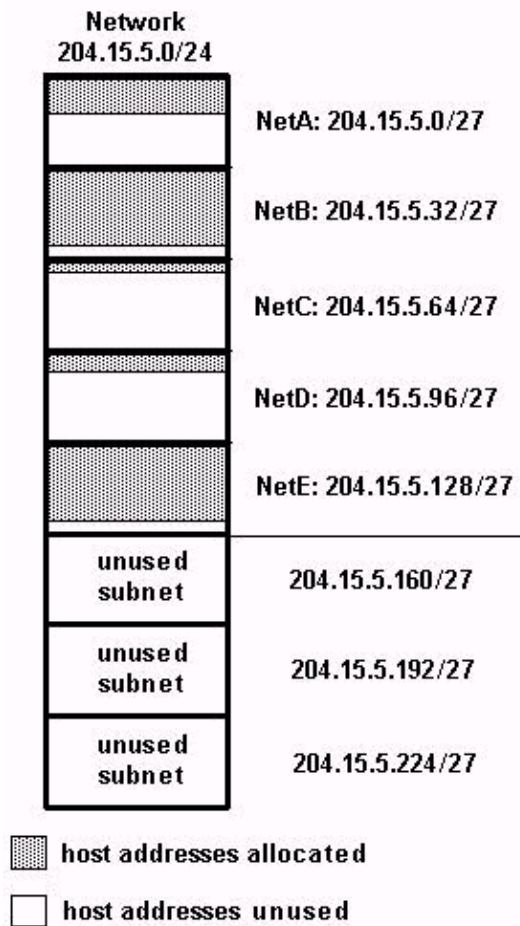 Network
204.15.5.0/24
NetA: 204.15.5.0/27
NetB: 204.15.5.32/27
NetC: 204.15.5.64/27
NetD: 204.15.5.96/27
NetE: 204.15.5.128/27
unused
subnet
204.15.5.160/27
unused
subnet
204.15.5.192/27
unused
subnet
204.15.5.224/27
host addresses allocated
host addresses unused